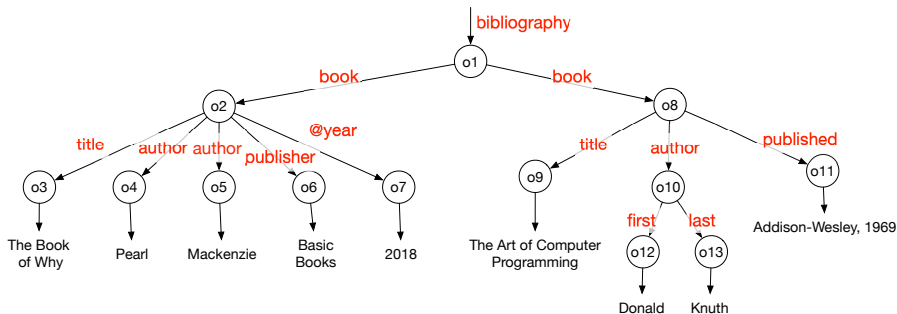 bibliography
o1
book
book
o2
o8
@year
title
author
author
publisher
title
author
published
o3
o4
o5
o6
o7
o9
o10
o11
first
last
The Book
of Why
Pearl
Mackenzie
Basic
Books
2018
The Art of Computer
Programming
o12
o13
Addison-Wesley, 1969
Donald
Knuth